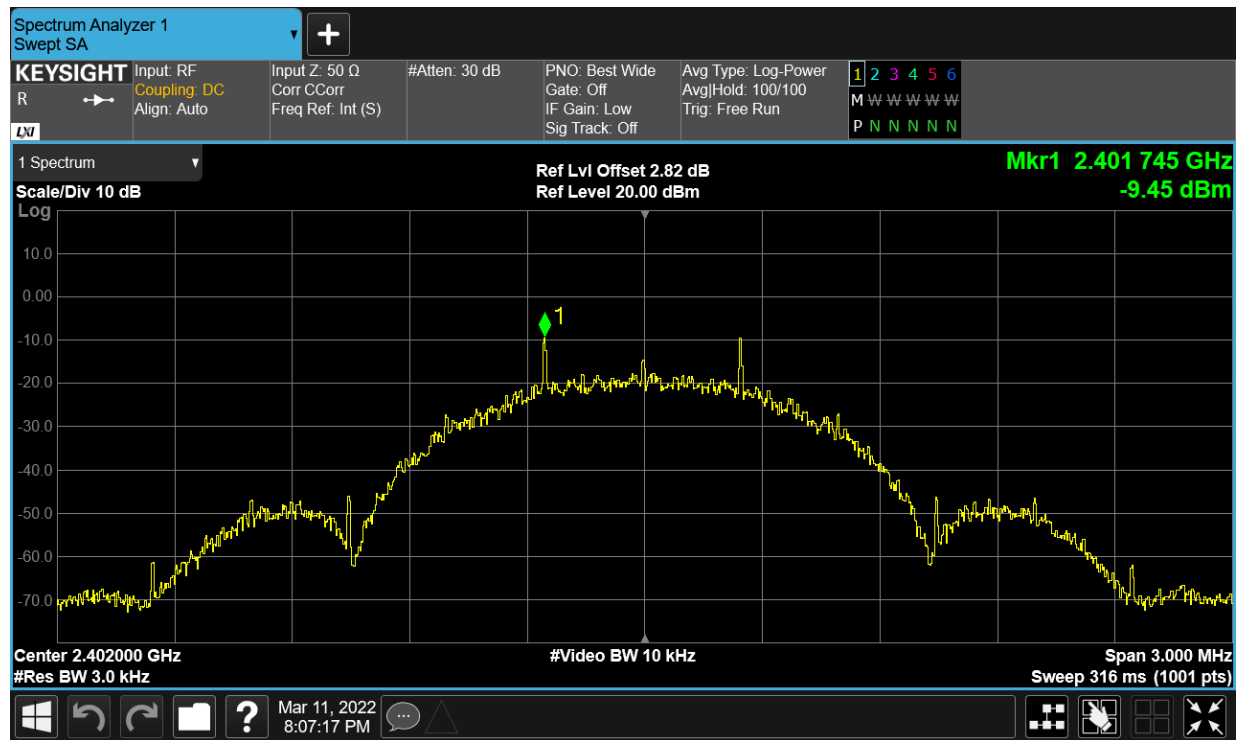 Spectrum Analyzer 1
Swept SA
KEYSIGHT
R
LXI
Input: RF
Coupling: DC
Align: Auto
Input Z: 50 Ω
Corr CCorr
Freq Ref: Int (S)
#Atten: 30 dB
PNO: Best Wide
Gate: Off
IF Gain: Low
Sig Track: Off
Avg Type: Log-Power
Avg|Hold: 100/100
Trig: Free Run
1 2 3 4 5 6
M W W W W W W
P N N N N N N
1 Spectrum
Scale/Div 10 dB
Ref Lvl Offset 2.82 dB
Ref Level 20.00 dBm
Mkr1 2.401 745 GHz
-9.45 dBm
Log
10.0
0.00
-10.0
-20.0
-30.0
-40.0
-50.0
-60.0
-70.0
1
Center 2.402000 GHz
#Res BW 3.0 kHz
#Video BW 10 kHz
Span 3.000 MHz
Sweep 316 ms (1001 pts)
?
Mar 11, 2022
8:07:17 PM